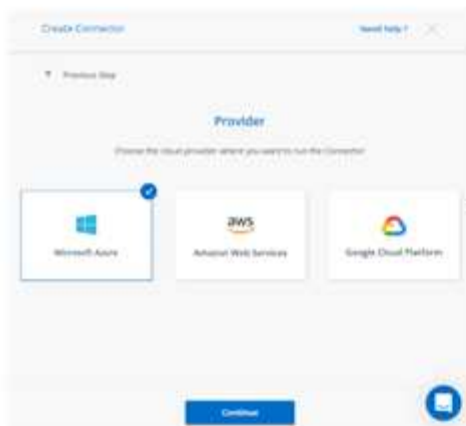 Create Connector
Need help?
Previous Step
Provider
Choose the cloud provider where you want to run the Connector
Microsoft Azure
aws
Amazon Web Services
Google Cloud Platform
Continue